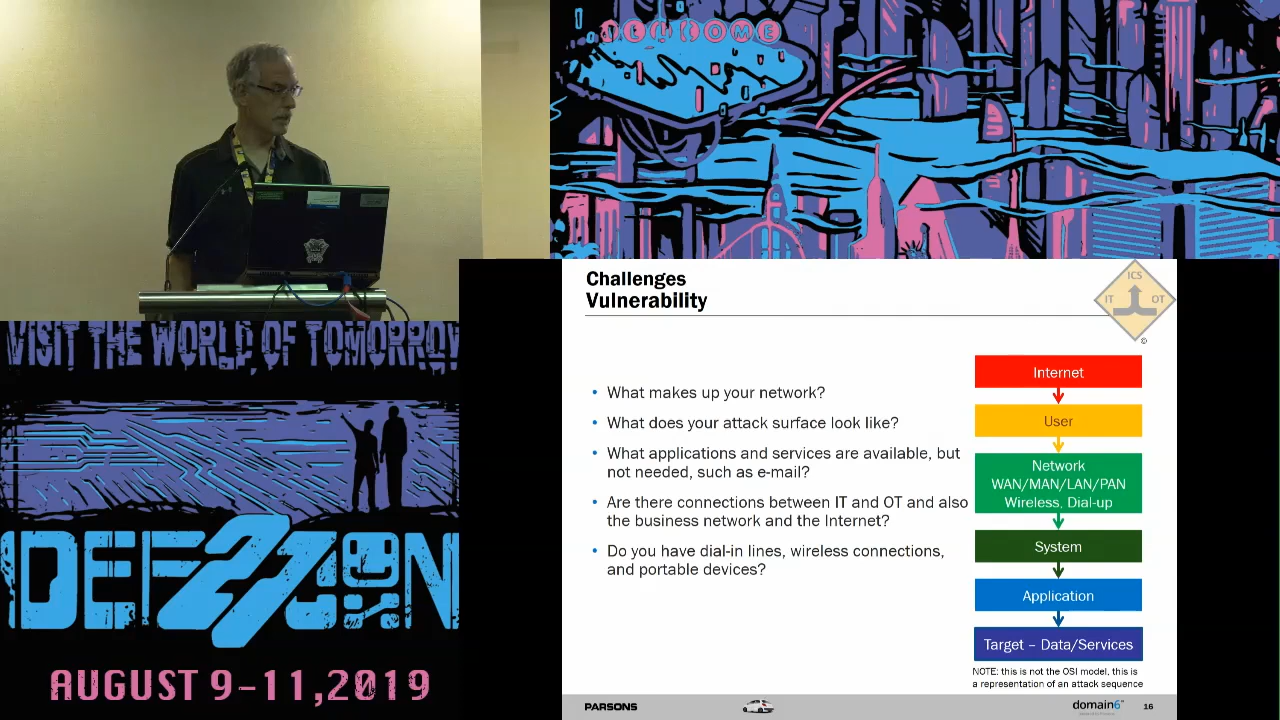 WELCOME
VISIT THE WORLD OF TOMORROW
DEF CON 27
AUGUST 9-11,2019
Challenges
Vulnerability
ICS
IT
OT
©
• What makes up your network?
• What does your attack surface look like?
• What applications and services are available, but
not needed, such as e-mail?
• Are there connections between IT and OT and also
the business network and the Internet?
• Do you have dial-in lines, wireless connections,
and portable devices?
Internet
User
Network
WAN/MAN/LAN/PAN
Wireless, Dial-up
System
Application
Target – Data/Services
NOTE: this is not the OSI model, this is
a representation of an attack sequence
PARSONS
domain6™
16